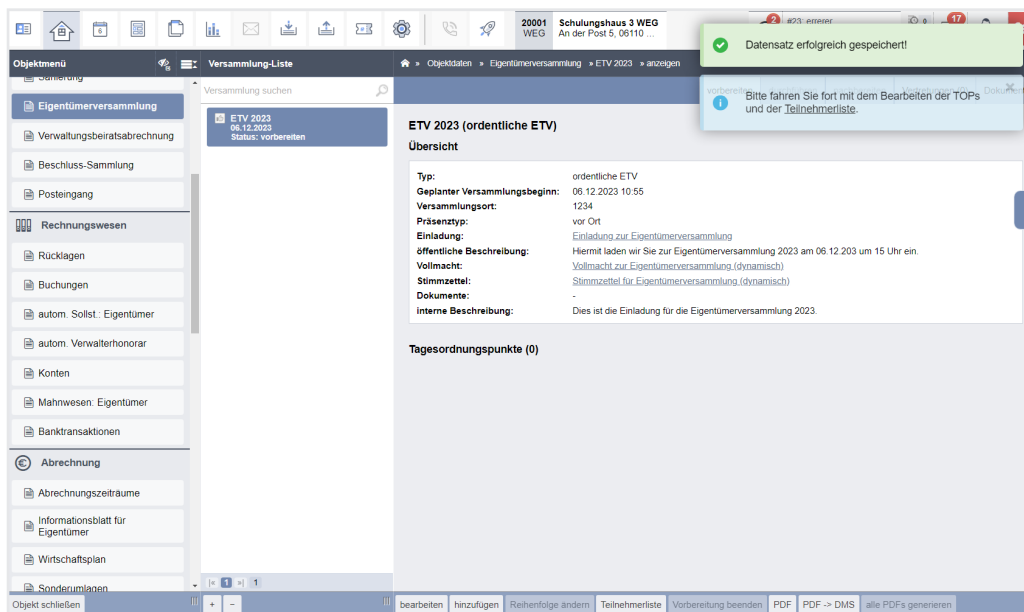 6
20001
WEG
Schulungshaus 3 WEG
An der Post 5, 06110 ...
2
#23: errerer
0
17
Datensatz erfolgreich gespeichert!
Bitte fahren Sie fort mit dem Bearbeiten der TOPs
und der Teilnehmerliste.
Objektmenü
Versammlung-Liste
» Objektdaten » Eigentümerversammlung » ETV 2023 » anzeigen
Sanierung
Eigentümerversammlung
Verwaltungsbeiratsabrechnung
Beschluss-Sammlung
Posteingang
Rechnungswesen
Rücklagen
Buchungen
autom. Sollst.: Eigentümer
autom. Verwalterhonorar
Konten
Mahnwesen: Eigentümer
Banktransaktionen
Abrechnung
Abrechnungszeiträume
Informationsblatt für
Eigentümer
Wirtschaftsplan
Sonderumlagen
Objekt schließen
Versammlung suchen
ETV 2023
06.12.2023
Status: vorbereiten
1 1
+ −
vorbereiten
ETV 2023 (ordentliche ETV)
Übersicht
Typ: ordentliche ETV
Geplanter Versammlungsbeginn: 06.12.2023 10:55
Versammlungsort: 1234
Präsenztyp: vor Ort
Einladung: Einladung zur Eigentümerversammlung
öffentliche Beschreibung: Hiermit laden wir Sie zur Eigentümerversammlung 2023 am 06.12.203 um 15 Uhr ein.
Vollmacht: Vollmacht zur Eigentümerversammlung (dynamisch)
Stimmzettel: Stimmzettel für Eigentümerversammlung (dynamisch)
Dokumente: -
interne Beschreibung: Dies ist die Einladung für die Eigentümerversammlung 2023.
Tagesordnungspunkte (0)
bearbeiten hinzufügen Reihenfolge ändern Teilnehmerliste Vorbereitung beenden PDF PDF -> DMS alle PDFs generieren